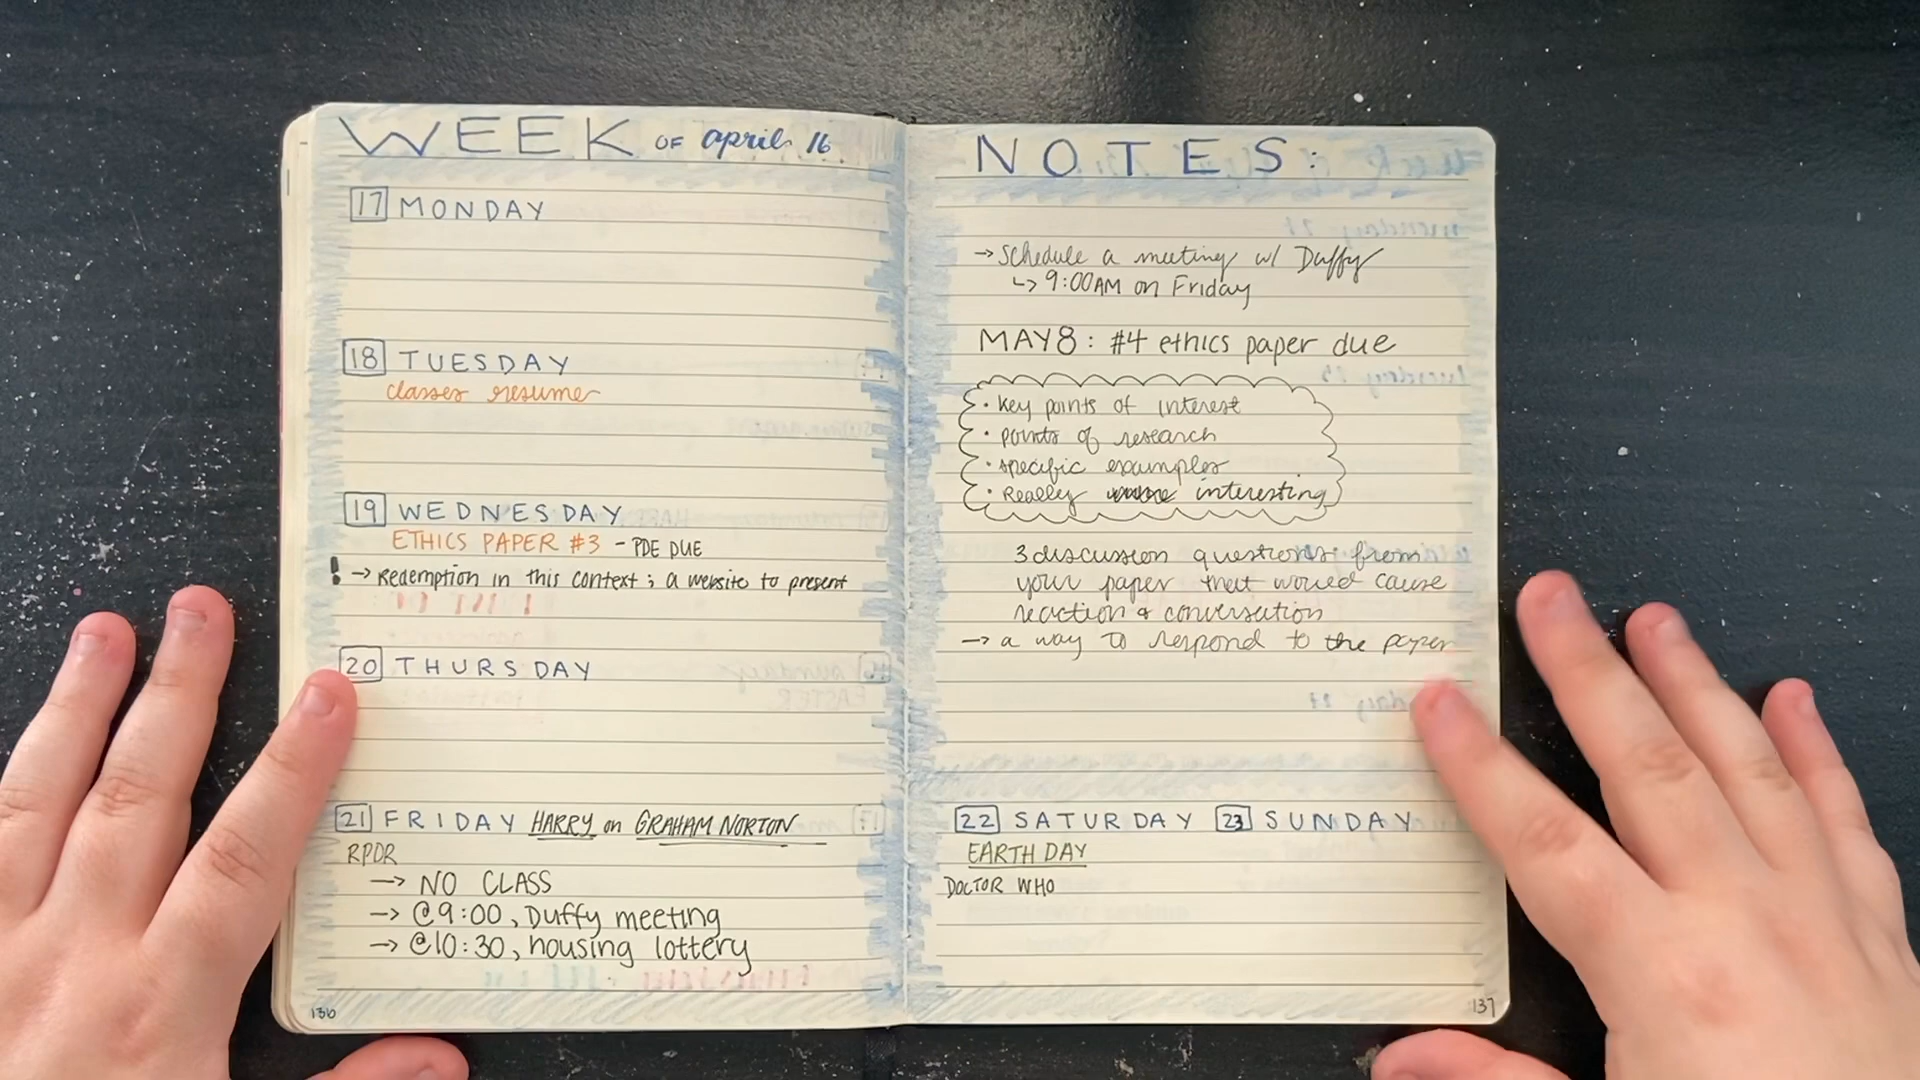 WEEK OF april 16
17 MONDAY
18 TUESDAY
classes resume
19 WEDNESDAY
ETHICS PAPER #3 - PDE DUE
! → Redemption in this context; a website to present
20 THURSDAY
21 FRIDAY HARRY on GRAHAM NORTON
RPDR
→ NO CLASS
→ @9:00, Duffy meeting
→ @10:30, housing lottery
136
NOTES:
→ Schedule a meeting w/ Duffy
↳ 9:00AM on Friday
MAY 8: #4 ethics paper due
· key points of interest
· points of research
· specific examples
· Really interesting
3 discussion questions from
your paper that would cause
reaction & conversation
→ a way to respond to the paper
22 SATURDAY 23 SUNDAY
EARTH DAY
DOCTOR WHO
137